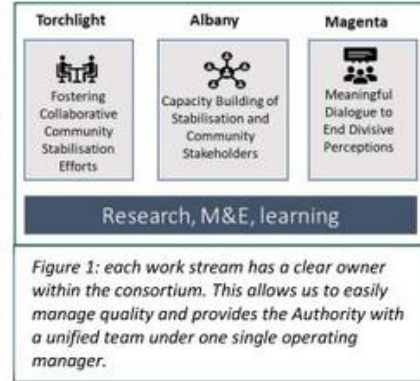 Torchlight
Albany
Magenta
Fostering
Collaborative
Community
Stabilisation
Efforts
Capacity Building of
Stabilisation and
Community
Stakeholders
Meaningful
Dialogue to
End Divisive
Perceptions
Research, M&E, learning
Figure 1: each work stream has a clear owner
within the consortium. This allows us to easily
manage quality and provides the Authority with
a unified team under one single operating
manager.